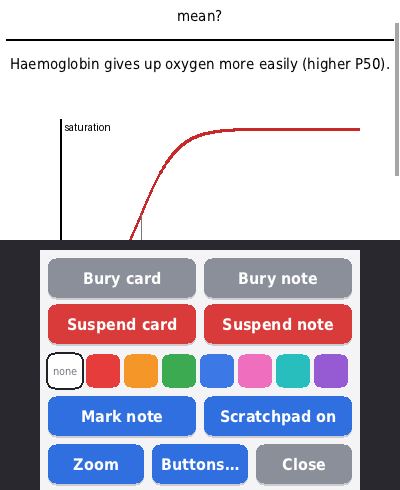 mean?
Haemoglobin gives up oxygen more easily (higher P50).
saturation
Bury card
Bury note
Suspend card
Suspend note
none
Mark note
Scratchpad on
Zoom
Buttons...
Close